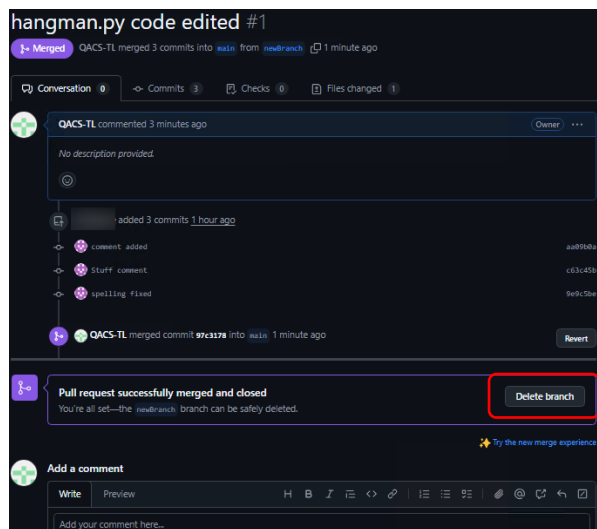 hangman.py code edited #1
Merged QACS-TL merged 3 commits into main from newBranch 1 minute ago
Conversation 0 Commits 3 Checks 0 Files changed 1
QACS-TL commented 3 minutes ago Owner ...
No description provided.
added 3 commits 1 hour ago
comment added aa09b0a
Stuff comment c63c45b
spelling fixed 9e9c5be
QACS-TL merged commit 97c3178 into main 1 minute ago Revert
Pull request successfully merged and closed
You're all set—the newBranch branch can be safely deleted.
Delete branch
Try the new merge experience
Add a comment
Write Preview H B I
Add your comment here...